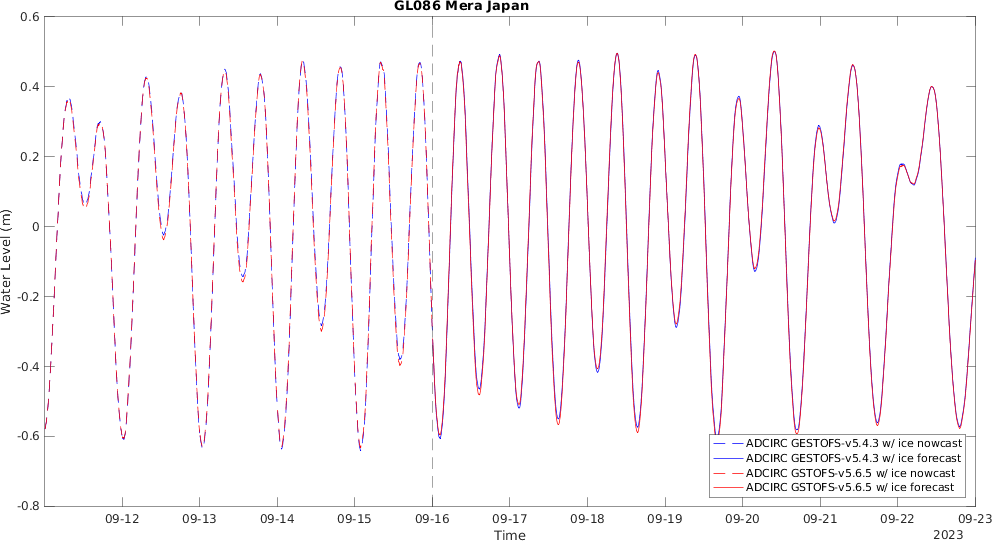 GL086 Mera Japan
0.6
0.4
0.2
0
-0.2
-0.4
-0.6
-0.8
Water Level (m)
ADCIRC GESTOFS-v5.4.3 w/ ice nowcast
ADCIRC GESTOFS-v5.4.3 w/ ice forecast
ADCIRC GSTOFS-v5.6.5 w/ ice nowcast
ADCIRC GSTOFS-v5.6.5 w/ ice forecast
09-12 09-13 09-14 09-15 09-16 09-17 09-18 09-19 09-20 09-21 09-22 09-23
Time
2023